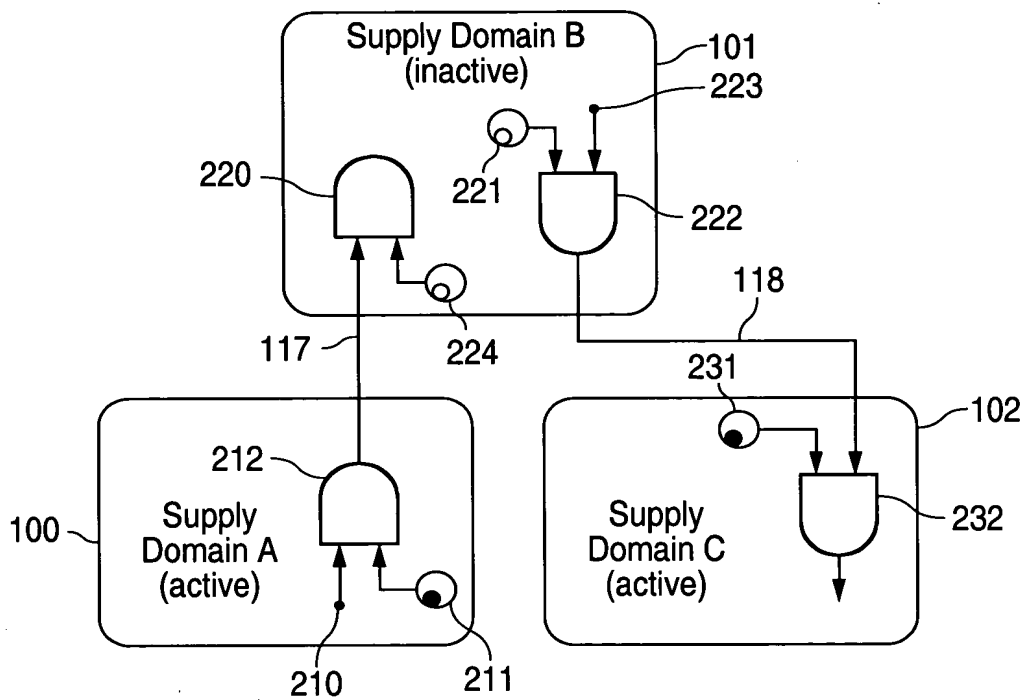 Supply Domain B
(inactive)
101
223
221
220
222
118
117
224
231
102
212
100
Supply
Domain A
(active)
Supply
Domain C
(active)
232
210
211